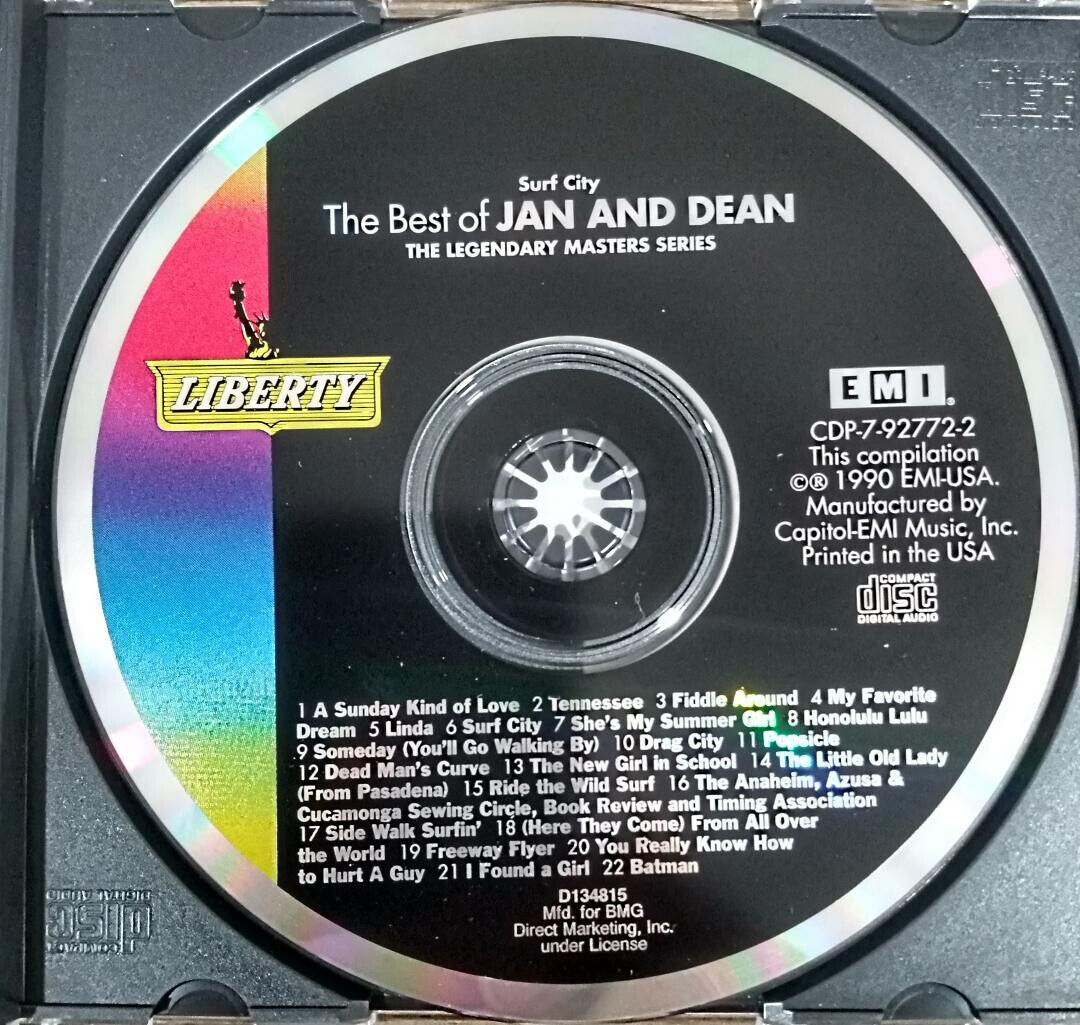 Surf City
The Best of JAN AND DEAN
THE LEGENDARY MASTERS SERIES
LIBERTY
EMI®
CDP-7-92772-2
This compilation
©® 1990 EMI-USA.
Manufactured by
Capitol-EMI Music, Inc.
Printed in the USA
COMPACT
disc
DIGITAL AUDIO
1 A Sunday Kind of Love 2 Tennessee 3 Fiddle Around 4 My Favorite
Dream 5 Linda 6 Surf City 7 She's My Summer Girl 8 Honolulu Lulu
9 Someday (You'll Go Walking By) 10 Drag City 11 Popsicle
12 Dead Man's Curve 13 The New Girl in School 14 The Little Old Lady
(From Pasadena) 15 Ride the Wild Surf 16 The Anaheim, Azusa &
Cucamonga Sewing Circle, Book Review and Timing Association
17 Side Walk Surfin' 18 (Here They Come) From All Over
the World 19 Freeway Flyer 20 You Really Know How
to Hurt A Guy 21 I Found a Girl 22 Batman
D134815
Mfd. for BMG
Direct Marketing, Inc.
under License
COMPACT
disc
DIGITAL AUDIO